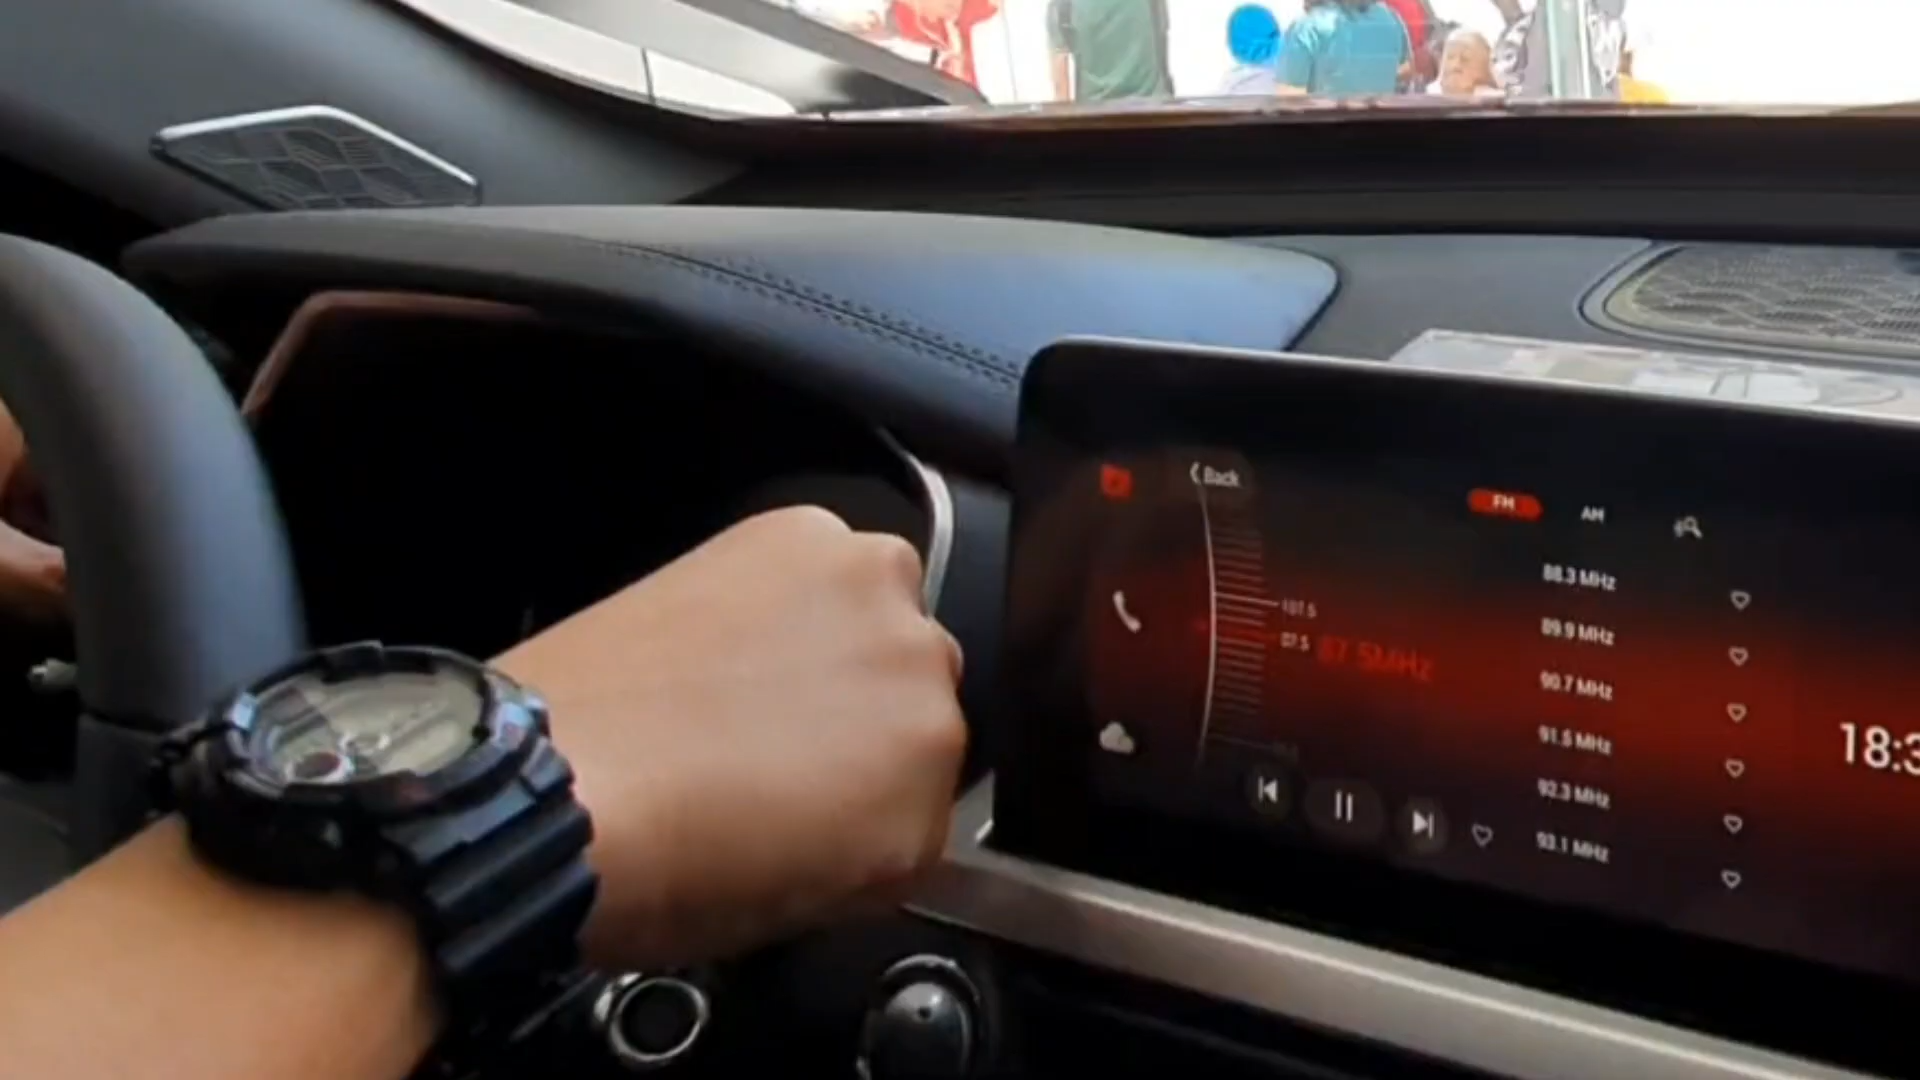 Back
FM AM
107.5
87.5
87.5MHz
88.3 MHz
89.9 MHz
90.7 MHz
91.5 MHz
92.3 MHz
93.1 MHz
18:3